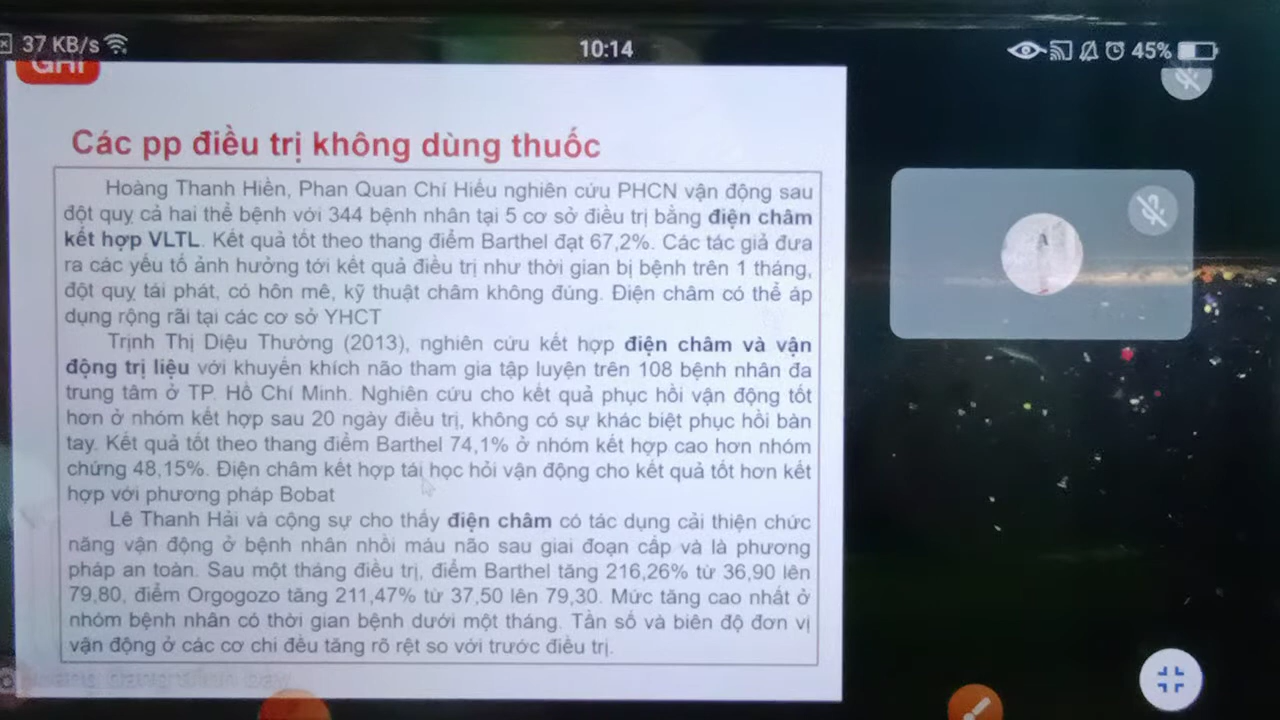 37 KB/s
10:14
45%
GHI
Các pp điều trị không dùng thuốc
Hoàng Thanh Hiền, Phan Quan Chí Hiếu nghiên cứu PHCN vận động sau
đột quỵ cả hai thể bệnh với 344 bệnh nhân tại 5 cơ sở điều trị bằng điện châm
kết hợp VLTL. Kết quả tốt theo thang điểm Barthel đạt 67,2%. Các tác giả đưa
ra các yếu tố ảnh hưởng tới kết quả điều trị như thời gian bị bệnh trên 1 tháng,
đột quỵ tái phát, có hôn mê, kỹ thuật châm không đúng. Điện châm có thể áp
dụng rộng rãi tại các cơ sở YHCT
Trịnh Thị Diệu Thường (2013), nghiên cứu kết hợp điện châm và vận
động trị liệu với khuyến khích não tham gia tập luyện trên 108 bệnh nhân đa
trung tâm ở TP. Hồ Chí Minh. Nghiên cứu cho kết quả phục hồi vận động tốt
hơn ở nhóm kết hợp sau 20 ngày điều trị, không có sự khác biệt phục hồi bàn
tay. Kết quả tốt theo thang điểm Barthel 74,1% ở nhóm kết hợp cao hơn nhóm
chứng 48,15%. Điện châm kết hợp tái học hỏi vận động cho kết quả tốt hơn kết
hợp với phương pháp Bobat
Lê Thanh Hải và cộng sự cho thấy điện châm có tác dụng cải thiện chức
năng vận động ở bệnh nhân nhồi máu não sau giai đoạn cấp và là phương
pháp an toàn. Sau một tháng điều trị, điểm Barthel tăng 216,26% từ 36,90 lên
79,80, điểm Orgogozo tăng 211,47% từ 37,50 lên 79,30. Mức tăng cao nhất ở
nhóm bệnh nhân có thời gian bệnh dưới một tháng. Tần số và biên độ đơn vị
vận động ở các cơ chi đều tăng rõ rệt so với trước điều trị.